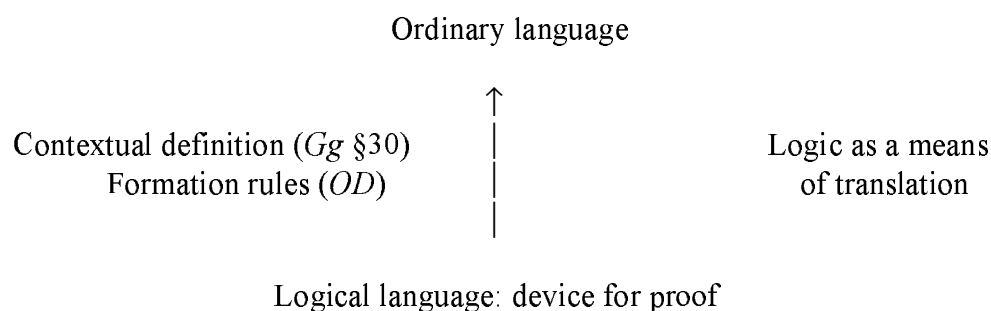 Ordinary language
Contextual definition (Gg §30)
Formation rules (OD)
Logic as a means
of translation
Logical language: device for proof